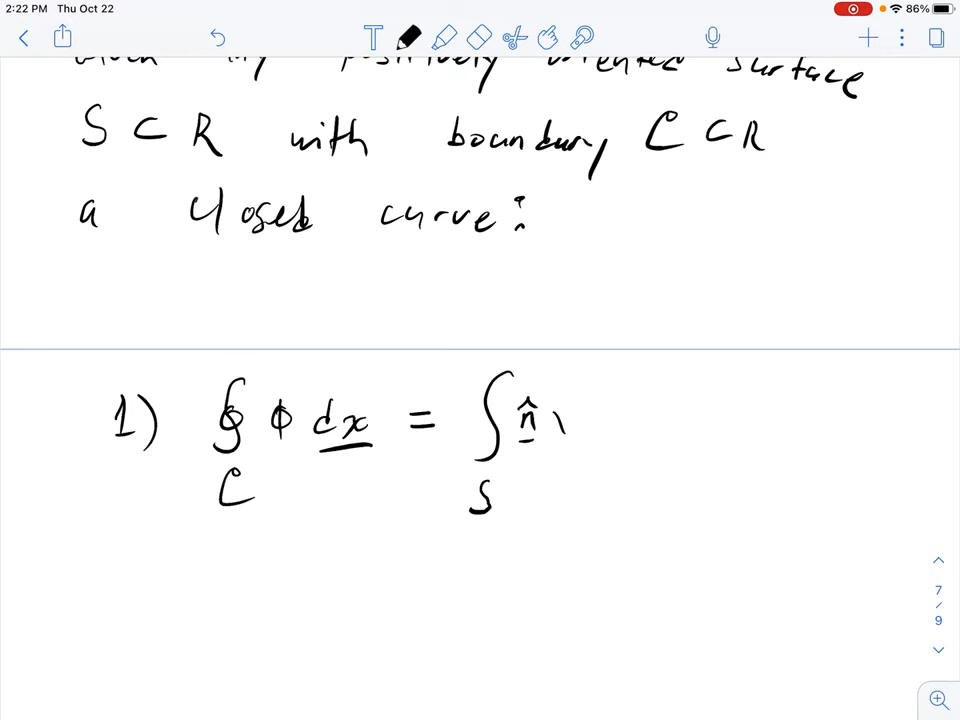 2:22 PM Thu Oct 22
86%
positively oriented surface
S ⊂ R with boundary C ⊂ R
a closed curve:
1) ∮ ϕ dx = ∫ n̂
C S
7
/
9